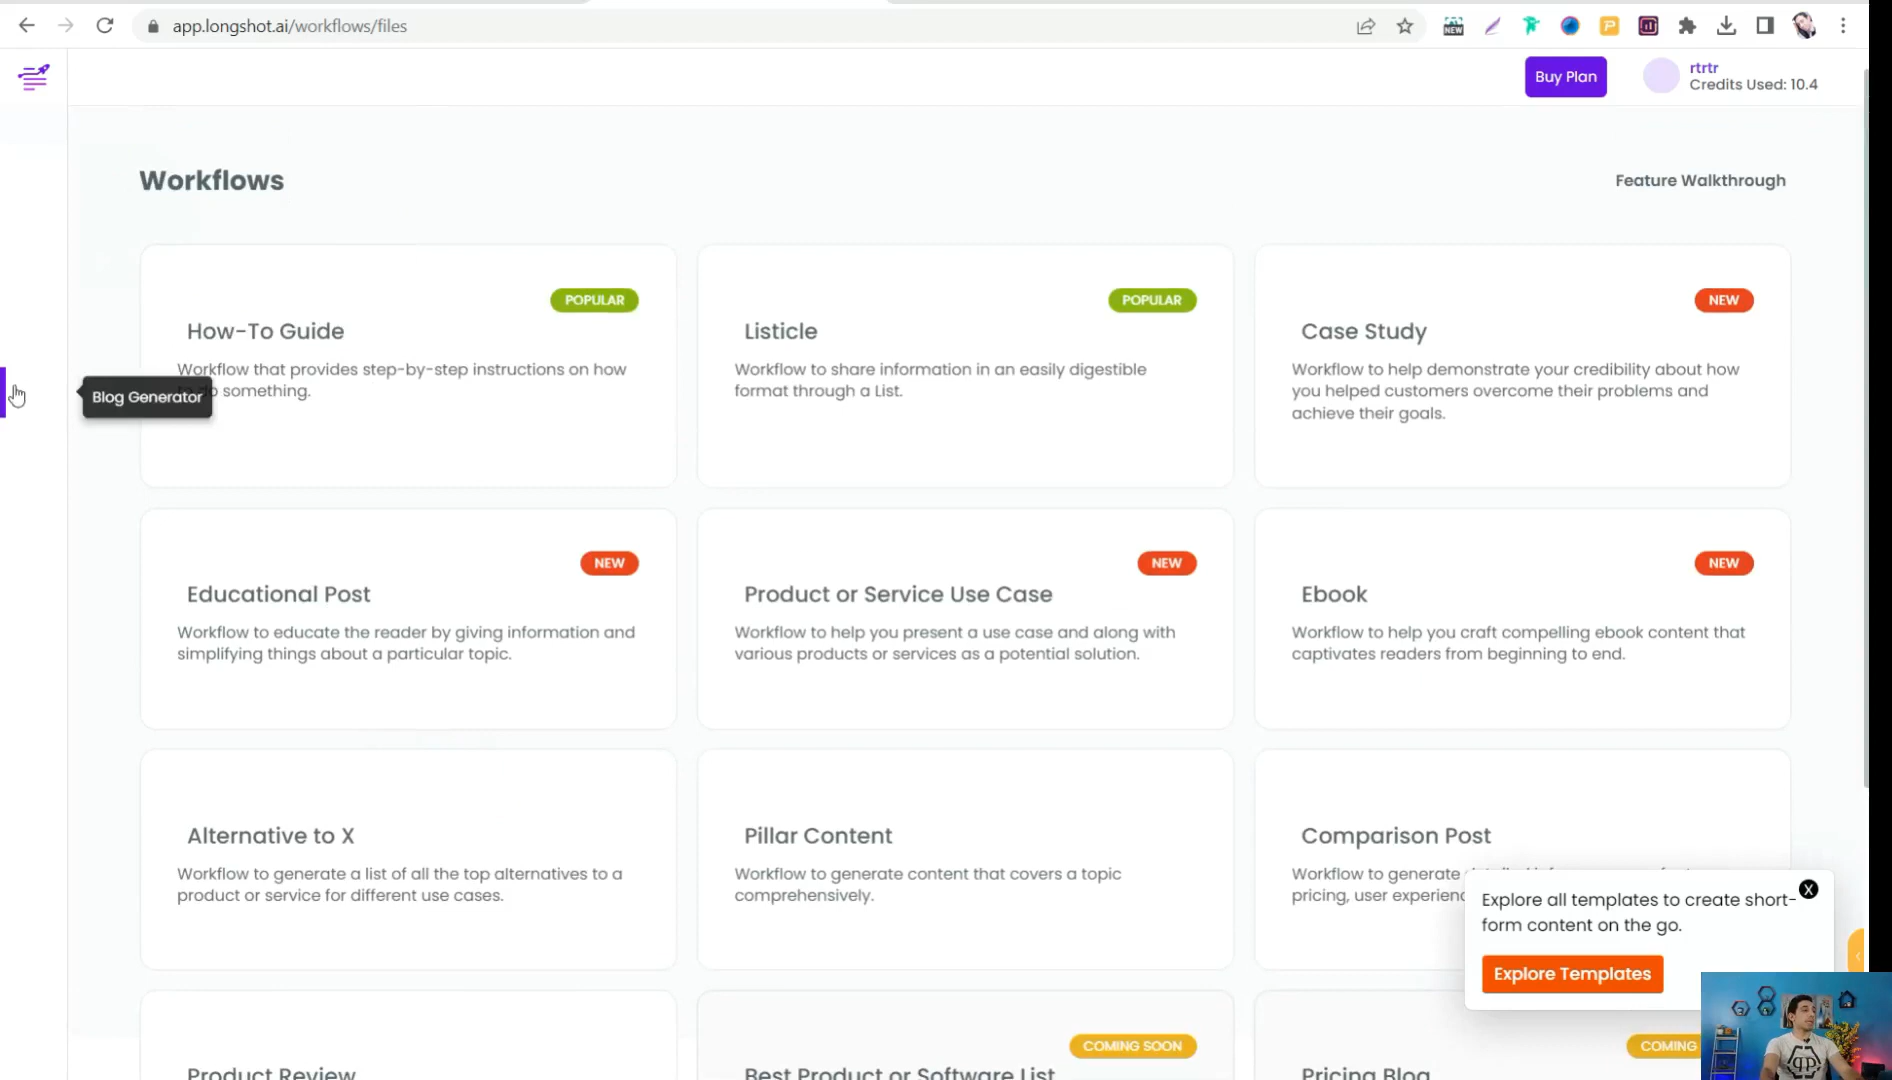 app.longshot.ai/workflows/files
NEW
Buy Plan
rtrtr
Credits Used: 10.4
Workflows
Feature Walkthrough
POPULAR
How-To Guide
Workflow that provides step-by-step instructions on how
do something.
Blog Generator
POPULAR
Listicle
Workflow to share information in an easily digestible
format through a List.
NEW
Case Study
Workflow to help demonstrate your credibility about how
you helped customers overcome their problems and
achieve their goals.
NEW
Educational Post
Workflow to educate the reader by giving information and
simplifying things about a particular topic.
NEW
Product or Service Use Case
Workflow to help you present a use case and along with
various products or services as a potential solution.
NEW
Ebook
Workflow to help you craft compelling ebook content that
captivates readers from beginning to end.
Alternative to X
Workflow to generate a list of all the top alternatives to a
product or service for different use cases.
Pillar Content
Workflow to generate content that covers a topic
comprehensively.
Comparison Post
Workflow to generate
pricing, user
X
Explore all templates to create short-
form content on the go.
Explore Templates
Product Review
COMING SOON
Best Product or Software List
COMING
Pricing Blog